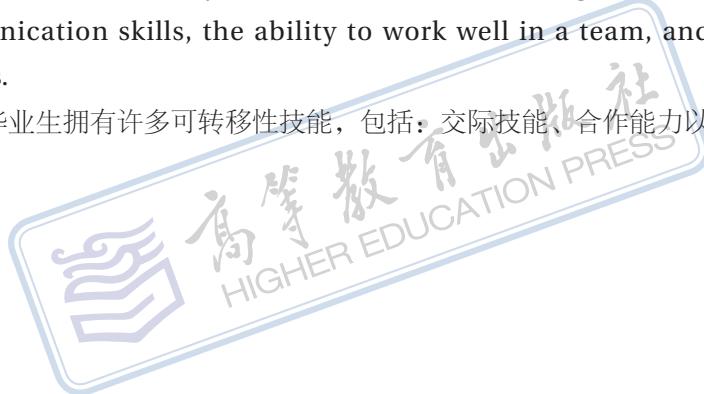 nication skills, the ability to work well in a team, and
s.
毕业生拥有许多可转移性技能，包括：交际技能、合作能力以
高等教育出版社
HIGHER EDUCATION PRESS